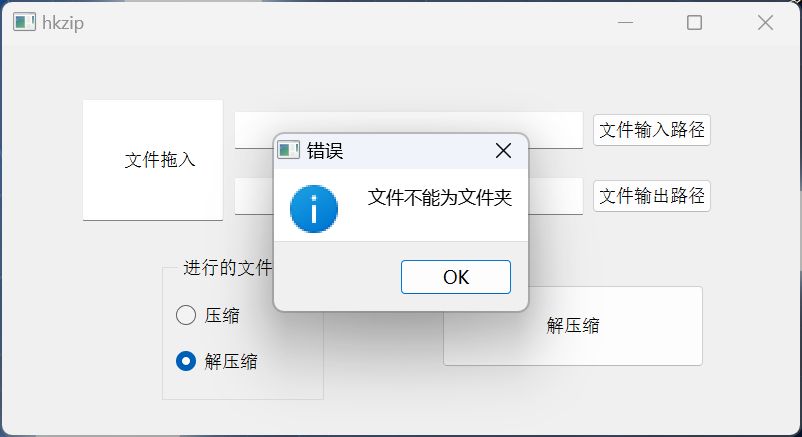 hkzip
文件拖入
文件输入路径
文件输出路径
错误
文件不能为文件夹
OK
进行的文件
压缩
解压缩
解压缩